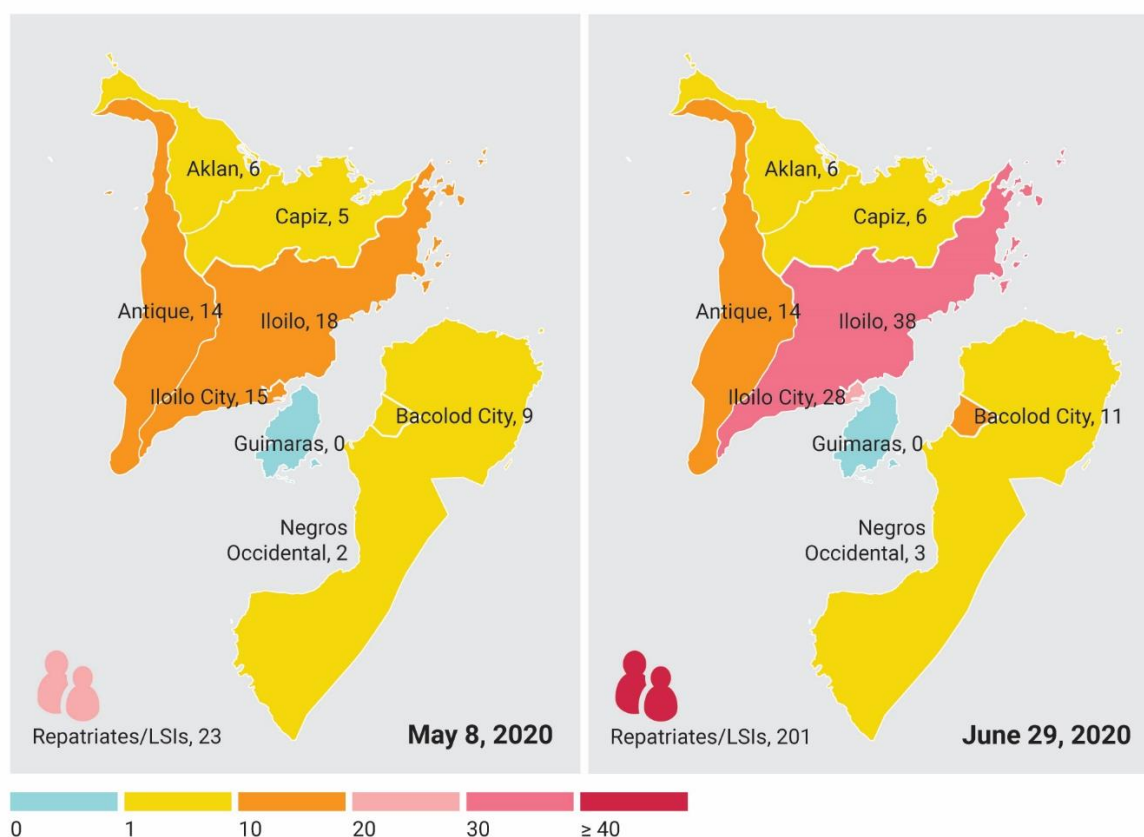 Aklan, 6
Capiz, 5
Antique, 14
Iloilo, 18
Iloilo City, 15
Bacolod City, 9
Guimaras, 0
Negros
Occidental, 2
Repatriates/LSIs, 23
May 8, 2020
Aklan, 6
Capiz, 6
Antique, 14
Iloilo, 38
Iloilo City, 28
Bacolod City, 11
Guimaras, 0
Negros
Occidental, 3
Repatriates/LSIs, 201
June 29, 2020
0 1 10 20 30 ≥ 40